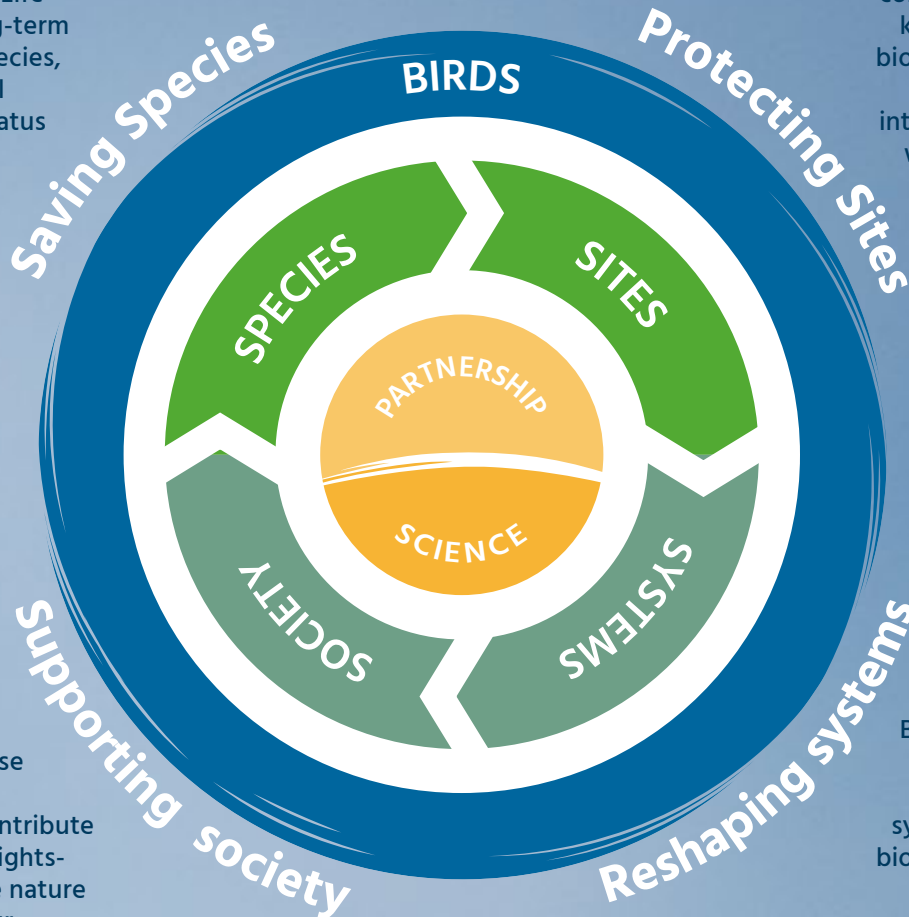 -term
ecies,
atus
bio
int
Saving Species
Protecting Sites
BIRDS
SPECIES
SITES
PARTNERSHIP
SCIENCE
SOCIETY
SYSTEMS
Supporting society
Reshaping systems
se
ntribute
ights-
nature
sy
bio